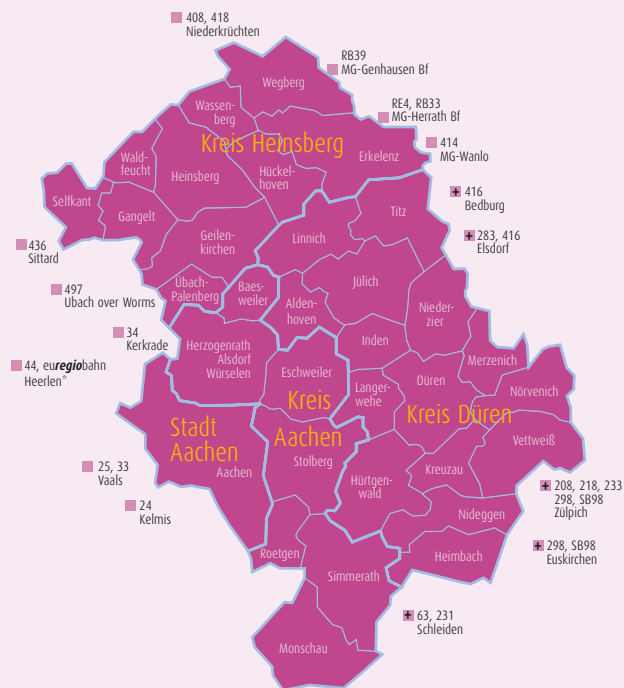 408, 418
Niederkrüchten
RB39
MG-Genhausen Bf
Wegberg
RE4, RB33
MG-Herrath Bf
Wassen-
berg
Kreis Heinsberg
414
MG-Wanlo
Erkelenz
Wald-
feucht
Heinsberg
Hückel-
hoven
Selfkant
Gangelt
416
Bedburg
Titz
283, 416
Elsdorf
436
Sittard
Geilen-
kirchen
Linnich
497
Ubach over Worms
Übach-
Palenberg
Baes-
weiler
Alden-
hoven
Jülich
Nieder-
zier
34
Kerkrade
Herzogenrath
Alsdorf
Würselen
Inden
Merzenich
44, euregiobahn
Heerlen*
Eschweiler
Langer-
wehe
Düren
Nörvenich
Kreis
Aachen
Kreis Düren
Stadt
Aachen
Aachen
Stolberg
Vettweiß
25, 33
Vaals
Hürtgen-
wald
Kreuzau
208, 218, 233
298, SB98
Zülpich
24
Kelmis
Nideggen
298, SB98
Euskirchen
Roetgen
Heimbach
Simmerath
63, 231
Schleiden
Monschau